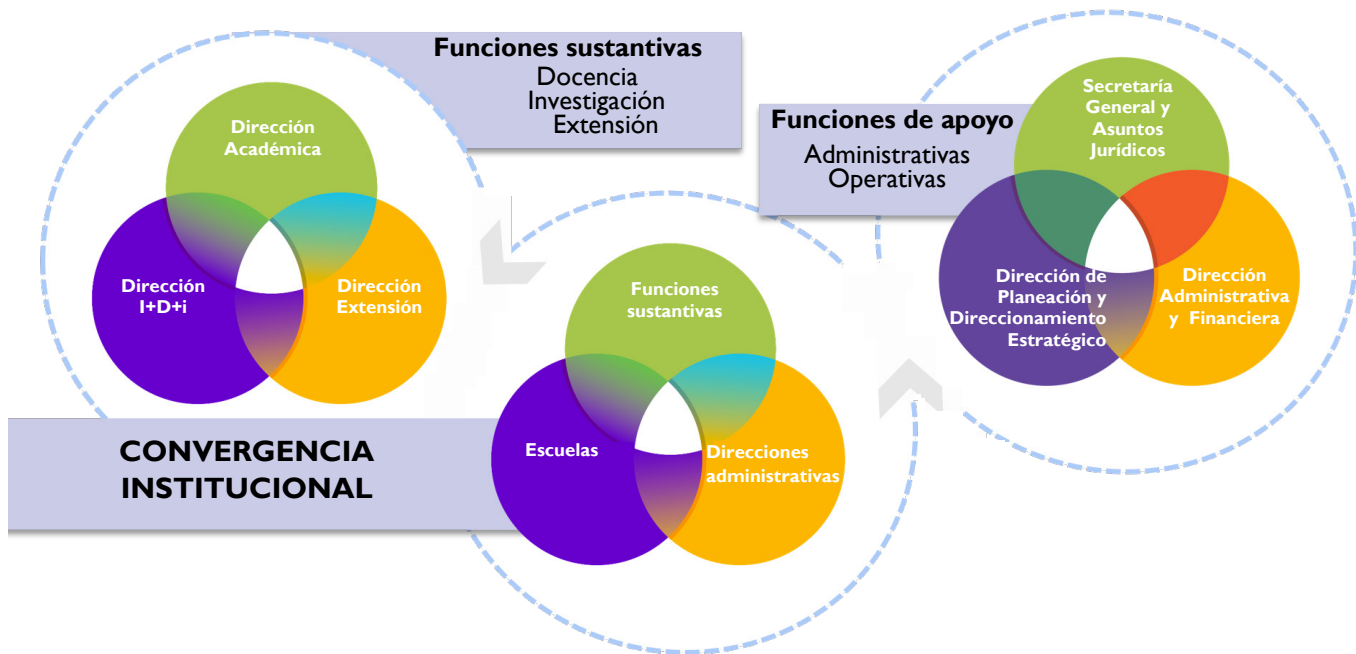 Funciones sustantivas
Docencia
Investigación
Extensión
Dirección
Académica
Dirección
I+D+i
Dirección
Extensión
Funciones de apoyo
Administrativas
Operativas
Secretaría
General y
Asuntos
Jurídicos
Dirección de
Planeación y
Direccionamiento
Estratégico
Dirección
Administrativa
y Financiera
CONVERGENCIA
INSTITUCIONAL
Funciones
sustantivas
Escuelas
Direcciones
administrativas